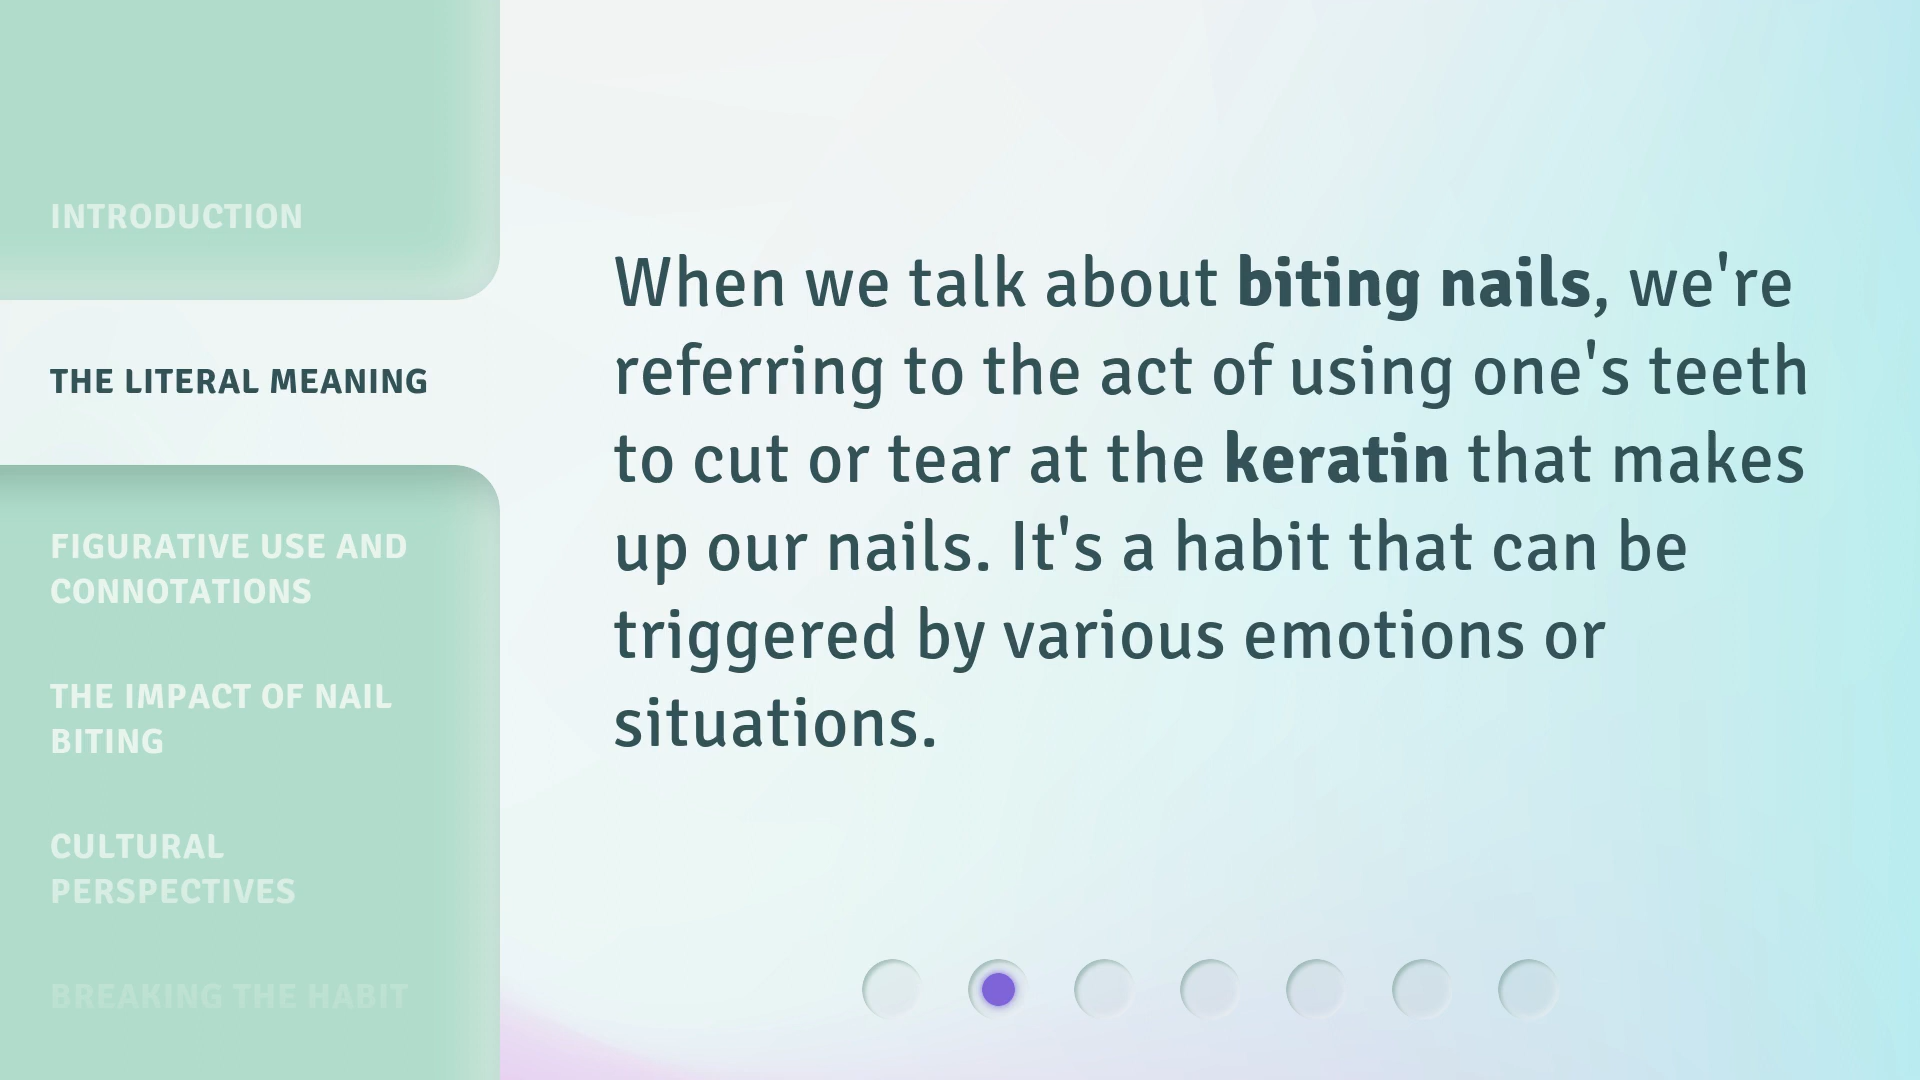 INTRODUCTION
THE LITERAL MEANING
FIGURATIVE USE AND
CONNOTATIONS
THE IMPACT OF NAIL
BITING
CULTURAL
PERSPECTIVES
BREAKING THE HABIT
When we talk about biting nails, we're
referring to the act of using one's teeth
to cut or tear at the keratin that makes
up our nails. It's a habit that can be
triggered by various emotions or
situations.